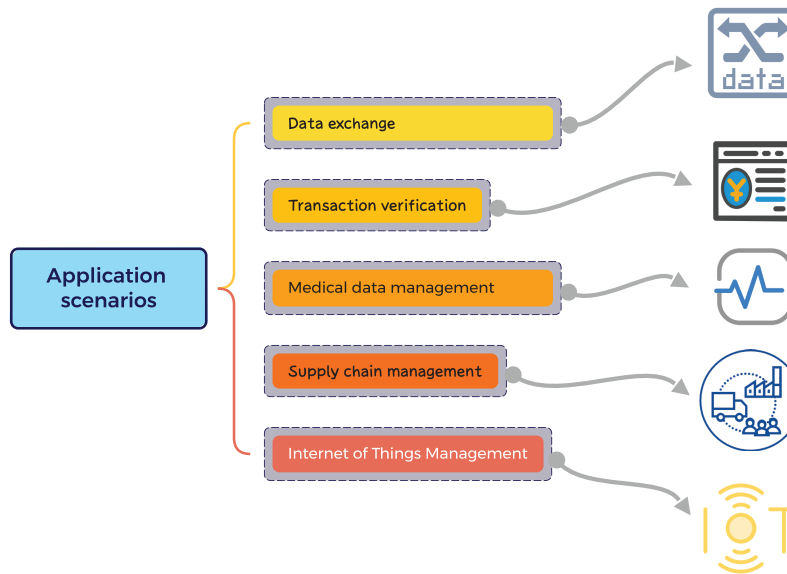 data
Data exchange
Transaction verification
¥
Application
scenarios
Medical data management
Supply chain management
Internet of Things Management
I T